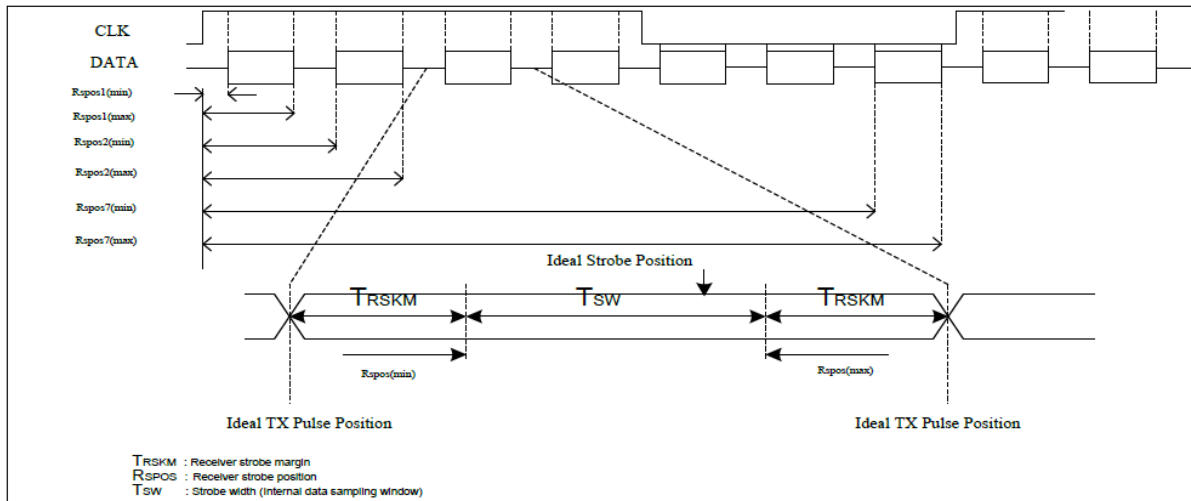 CLK
DATA
Rspos1(min)
Rspos1(max)
Rspos2(min)
Rspos2(max)
Rspos7(min)
Rspos7(max)
Ideal Strobe Position
TRSKM TSW TRSKM
Rspos(min) Rspos(max)
Ideal TX Pulse Position Ideal TX Pulse Position
TRSKM : Receiver strobe margin
RSPOS : Receiver strobe position
TSW : Strobe width (Internal data sampling window)